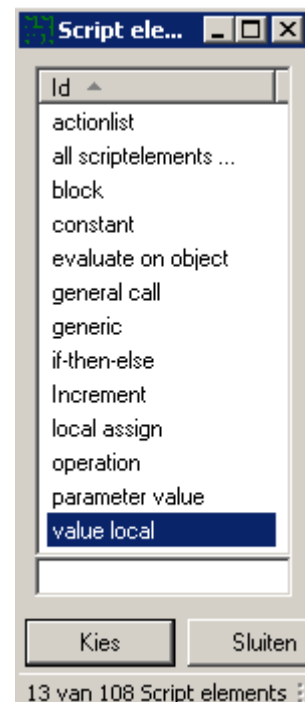 Script ele...
Id
actionlist
all scriptelements ...
block
constant
evaluate on object
general call
generic
if-then-else
Increment
local assign
operation
parameter value
value local
Kies Sluiten
13 van 108 Script elements